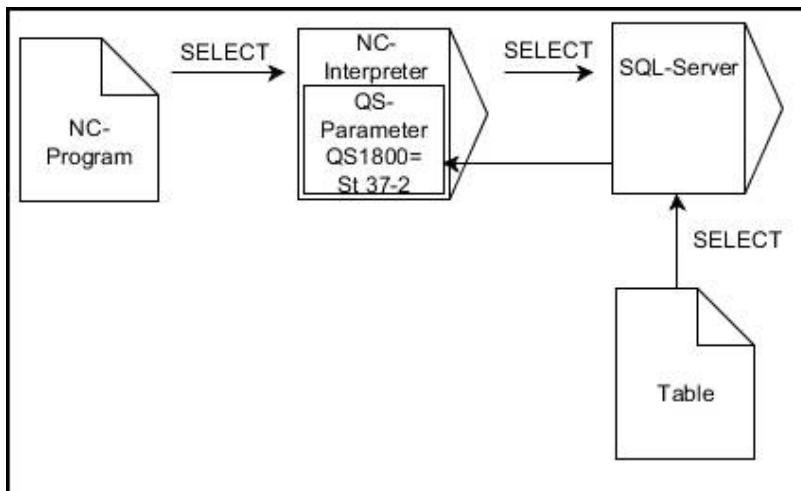 NC-
Program
SELECT
NC-
Interpreter
QS-
Parameter
QS1800=
St 37-2
SELECT
SQL-Server
SELECT
Table